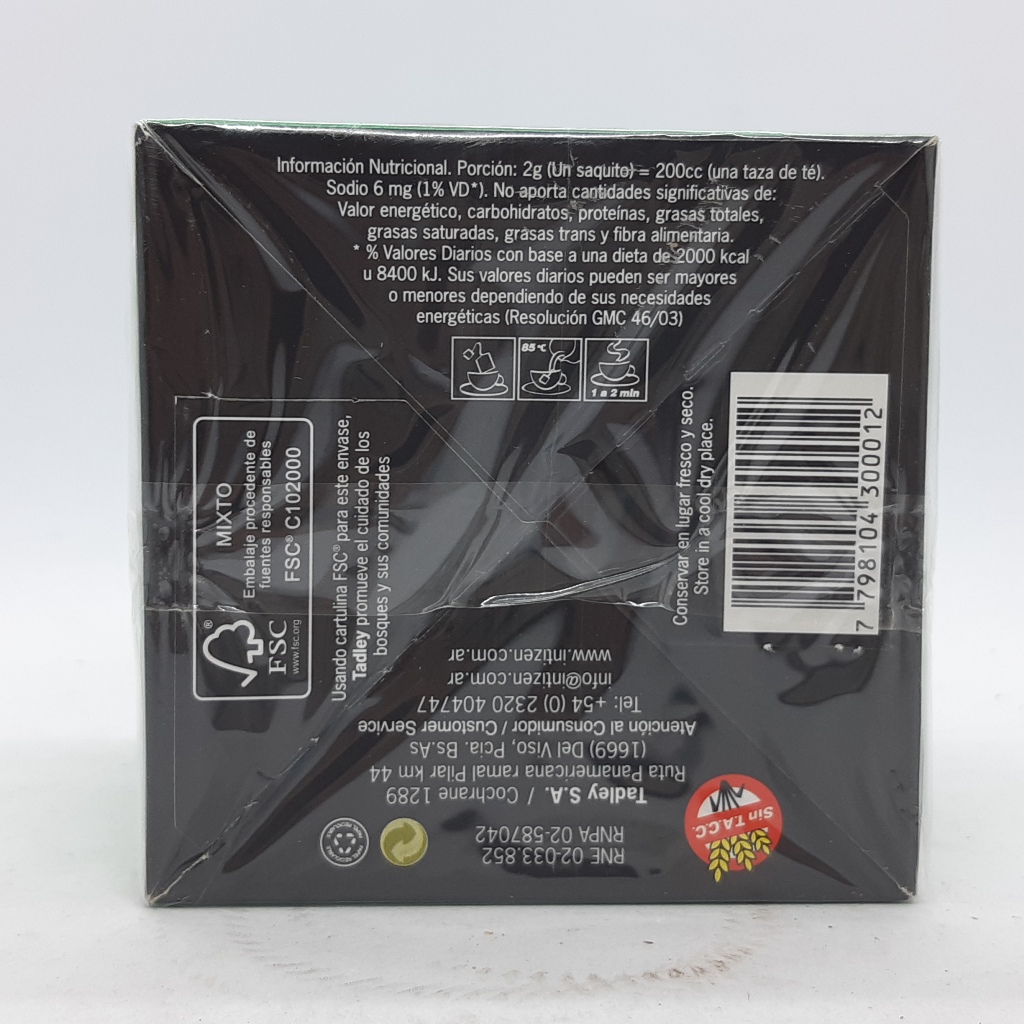 Información Nutricional. Porción: 2g (Un saquito) = 200cc (una taza de té).
Sodio 6 mg (1% VD*). No aporta cantidades significativas de:
Valor energético, carbohidratos, proteínas, grasas totales,
grasas saturadas, grasas trans y fibra alimentaria.
* % Valores Diarios con base a una dieta de 2000 kcal
u 8400 kJ. Sus valores diarios pueden ser mayores
o menores dependiendo de sus necesidades
energéticas (Resolución GMC 46/03)
85 °C
1 a 2 min
MIXTO
Embalaje procedente de
fuentes responsables
FSC® C102000
®
FSC
www.fsc.org
Usando cartulina FSC® para este envase,
Tadley promueve el cuidado de los
bosques y sus comunidades
Conservar en lugar fresco y seco.
Store in a cool dry place.
7 798104 300012
RNE 02-033.852
RNPA 02-587042
Tadley S.A. / Cochrane 1289
Ruta Panamericana ramal Pilar km 44
(1669) Del Viso, Pcia. Bs.As
Atención al Consumidor / Customer Service
Tel: +54 (0) 2320 404747
info@intizen.com.ar
www.intizen.com.ar
Sin T.A.C.C.